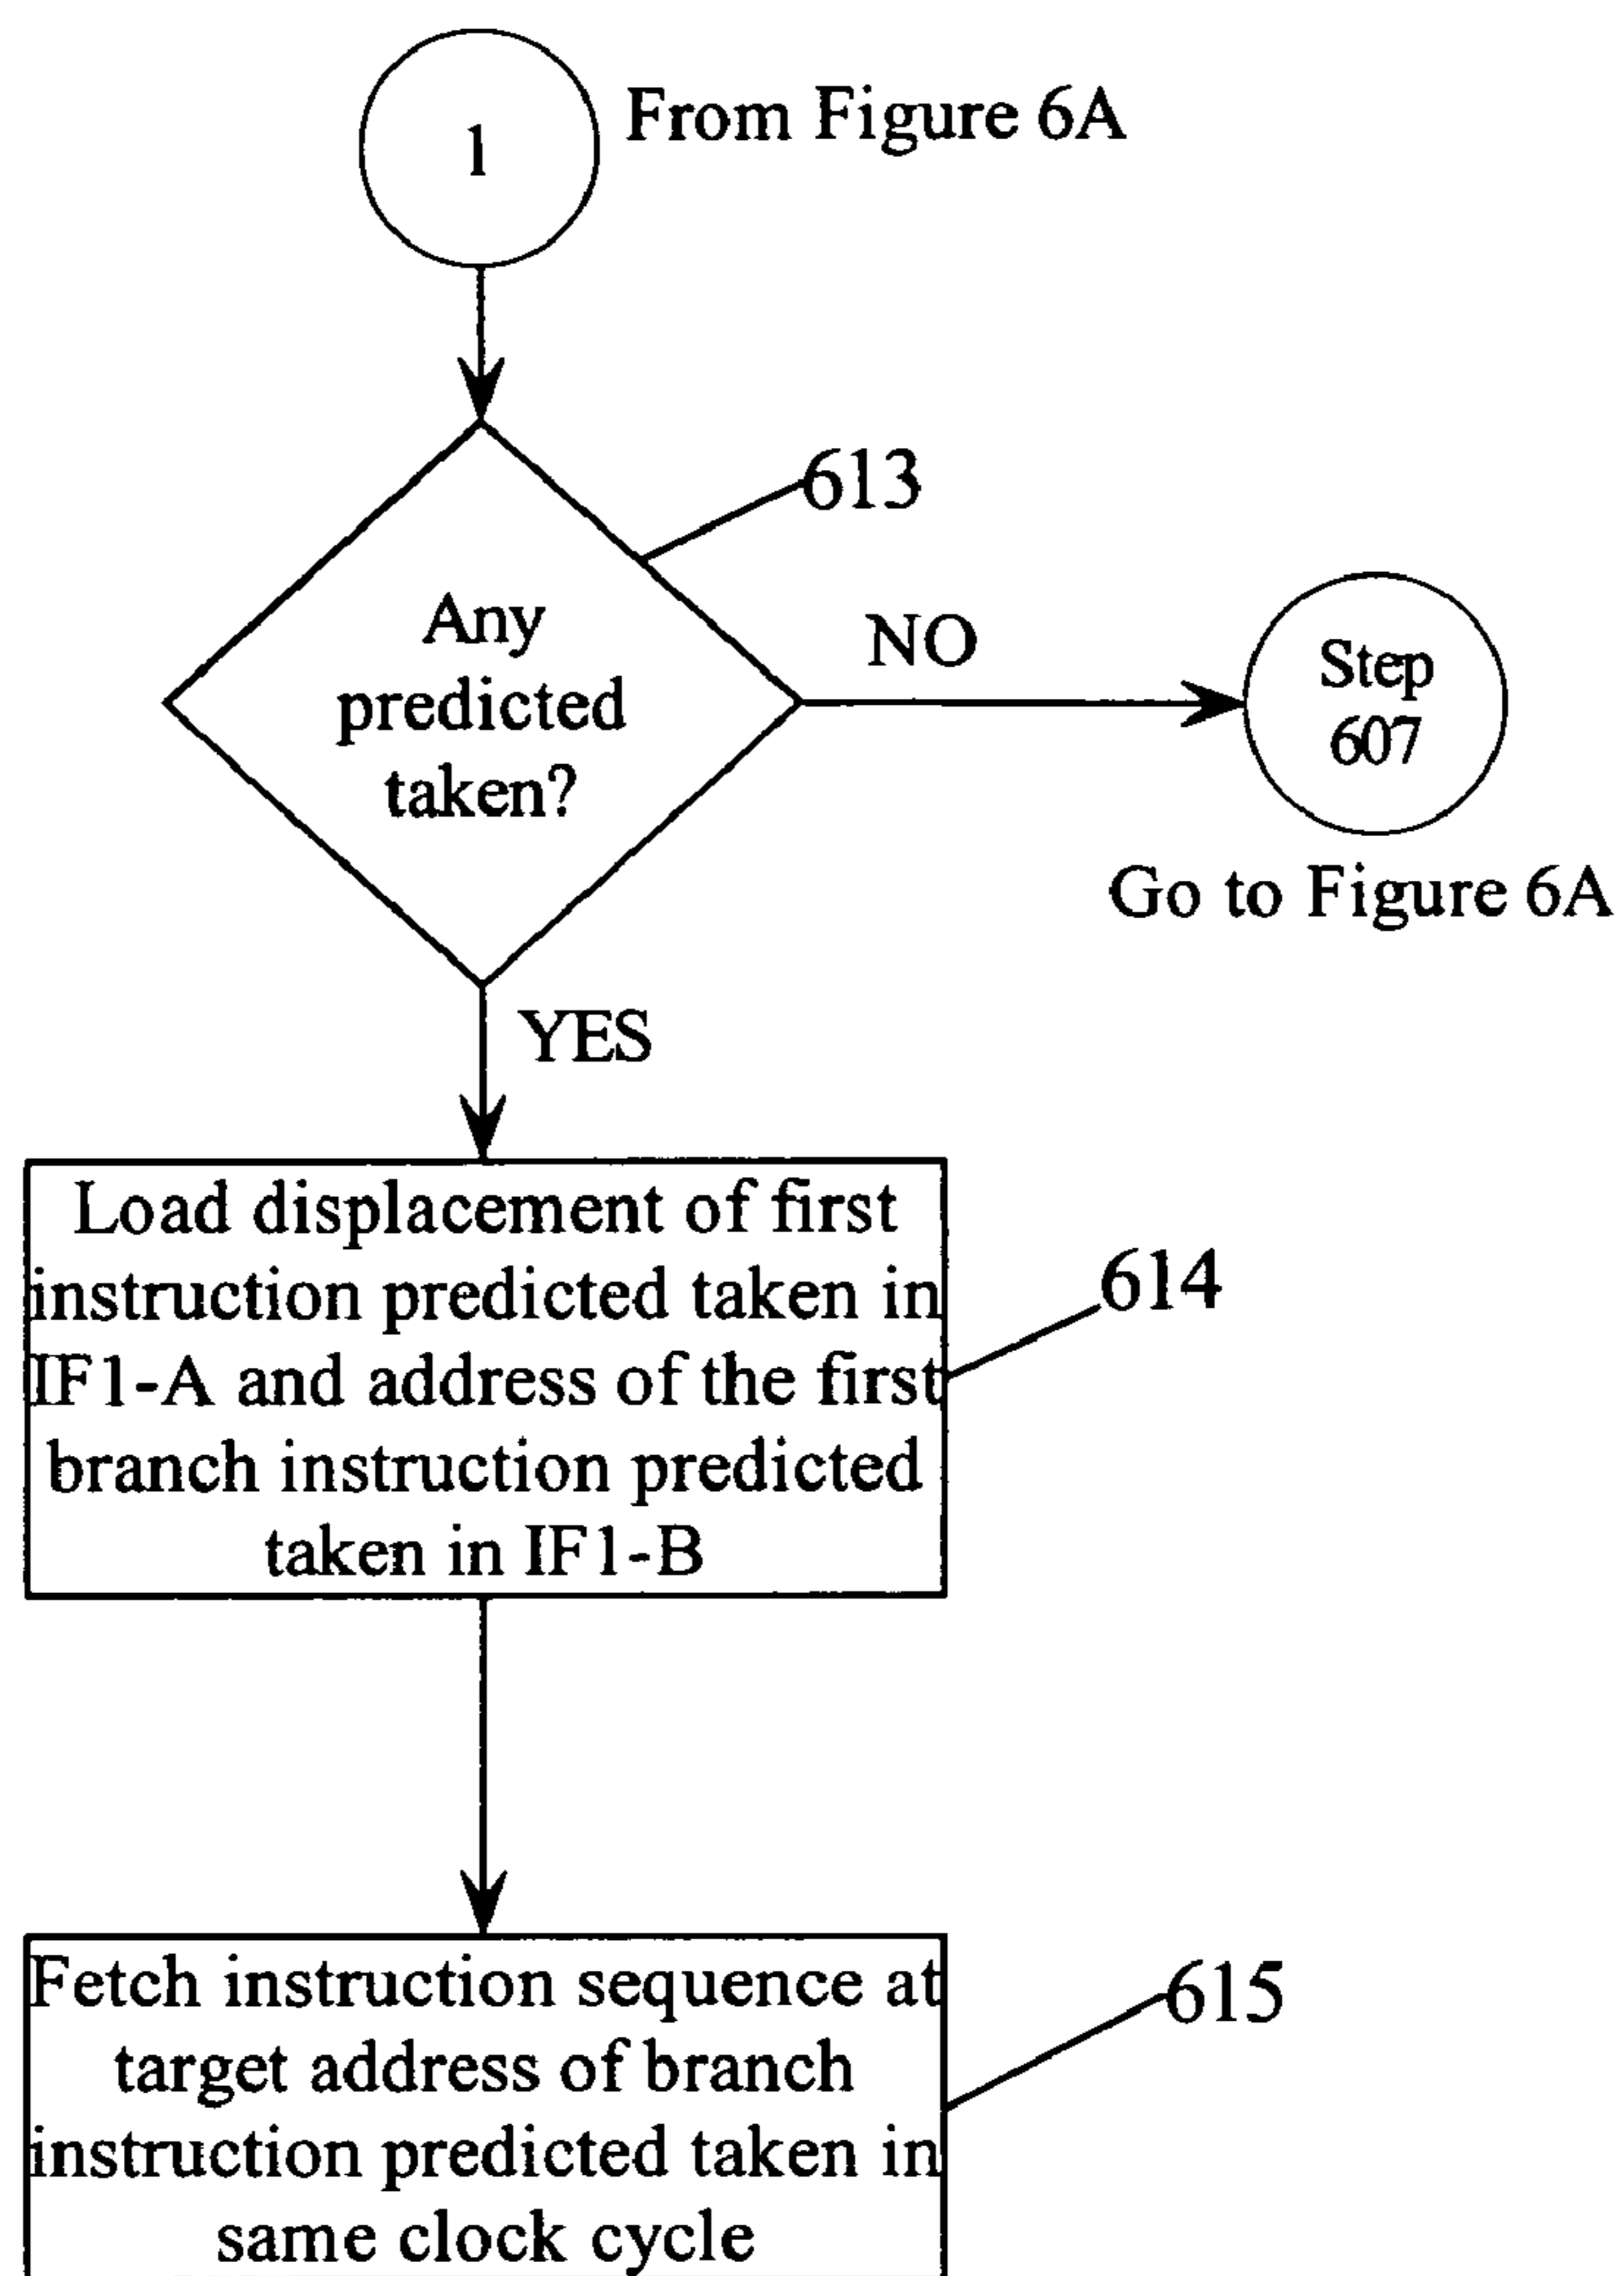 1
From Figure 6A
613
Any
predicted
taken?
NO
Step
607
Go to Figure 6A
YES
Load displacement of first
instruction predicted taken in
IF1-A and address of the first
branch instruction predicted
taken in IF1-B
614
Fetch instruction sequence at
target address of branch
instruction predicted taken in
same clock cycle
615